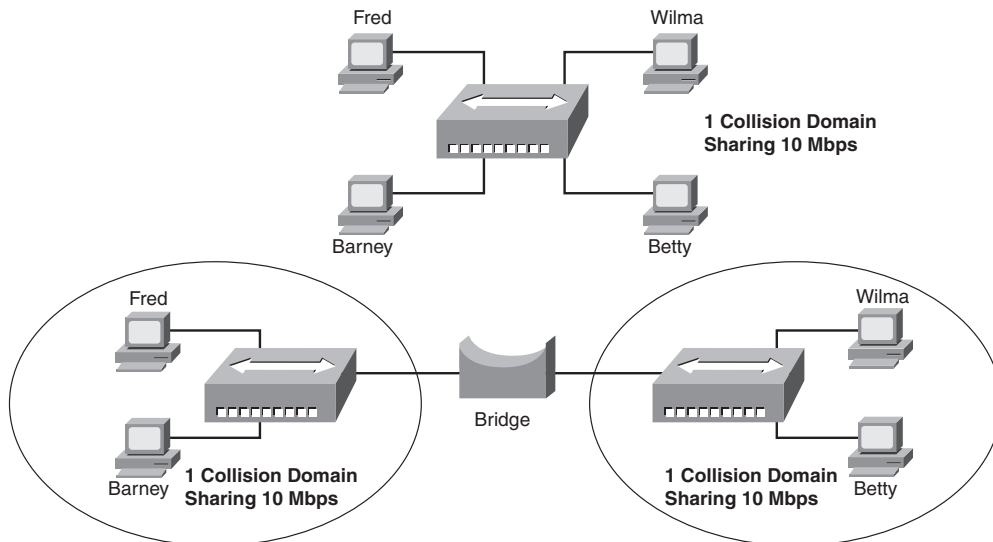 Fred
Wilma
1 Collision Domain
Sharing 10 Mbps
Barney
Betty
Fred
Wilma
Bridge
Barney
1 Collision Domain
Sharing 10 Mbps
1 Collision Domain
Sharing 10 Mbps
Betty